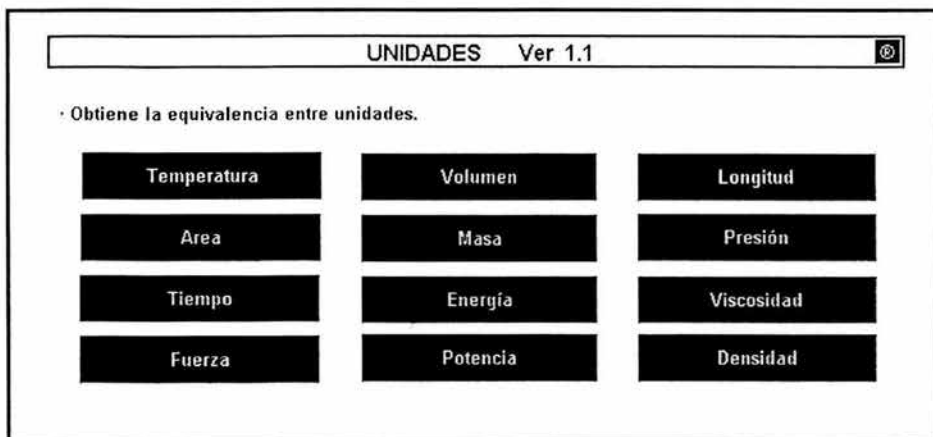 UNIDADES Ver 1.1 ®
· Obtiene la equivalencia entre unidades.
Temperatura Volumen Longitud
Area Masa Presión
Tiempo Energía Viscosidad
Fuerza Potencia Densidad